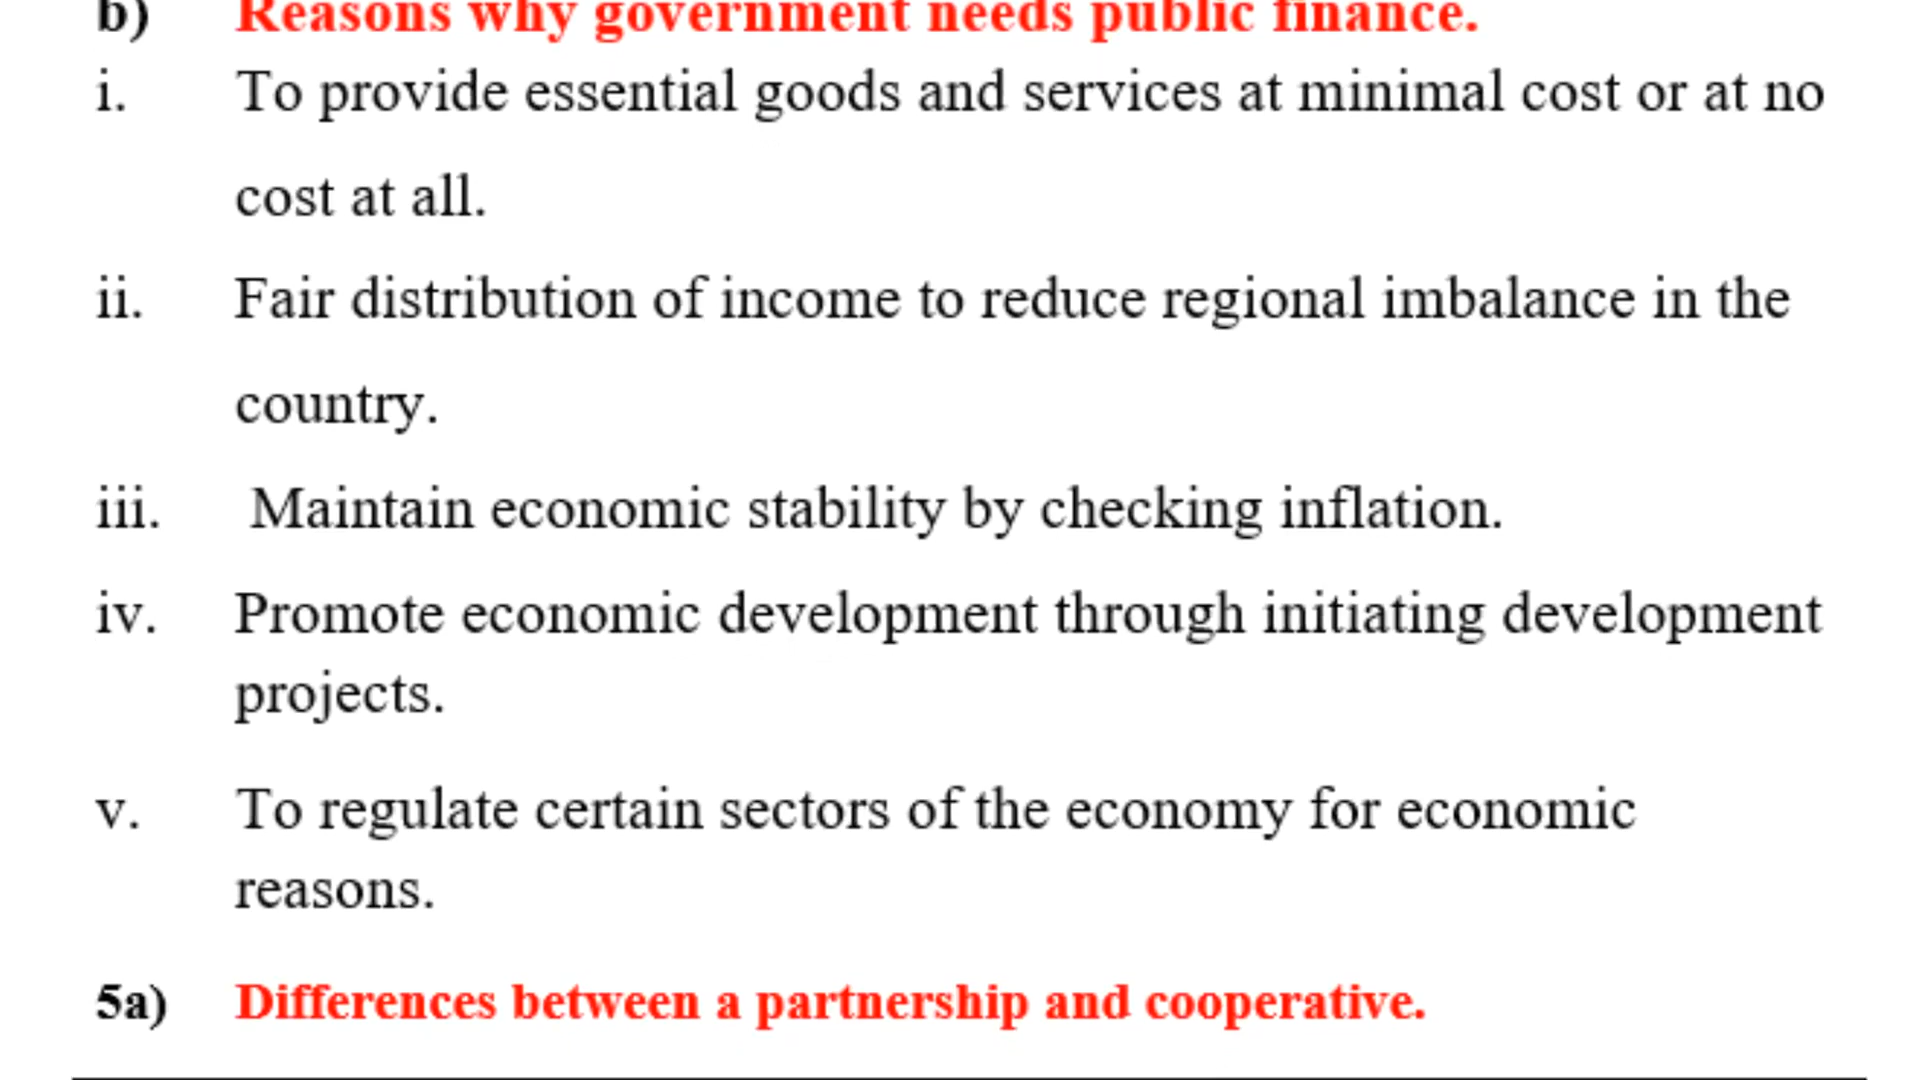 b) Reasons why government needs public finance.
i. To provide essential goods and services at minimal cost or at no
cost at all.
ii. Fair distribution of income to reduce regional imbalance in the
country.
iii. Maintain economic stability by checking inflation.
iv. Promote economic development through initiating development
projects.
v. To regulate certain sectors of the economy for economic
reasons.
5a) Differences between a partnership and cooperative.